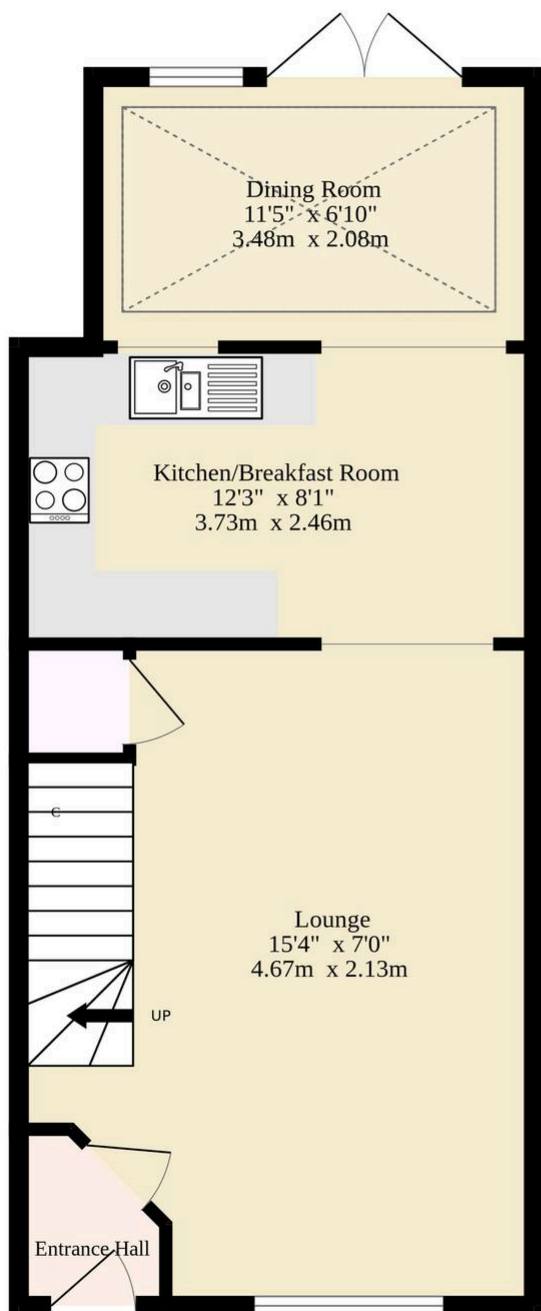 Dining Room
11'5" x 6'10"
3.48m x 2.08m
Kitchen/Breakfast Room
12'3" x 8'1"
3.73m x 2.46m
C
Lounge
15'4" x 7'0"
4.67m x 2.13m
UP
Entrance Hall